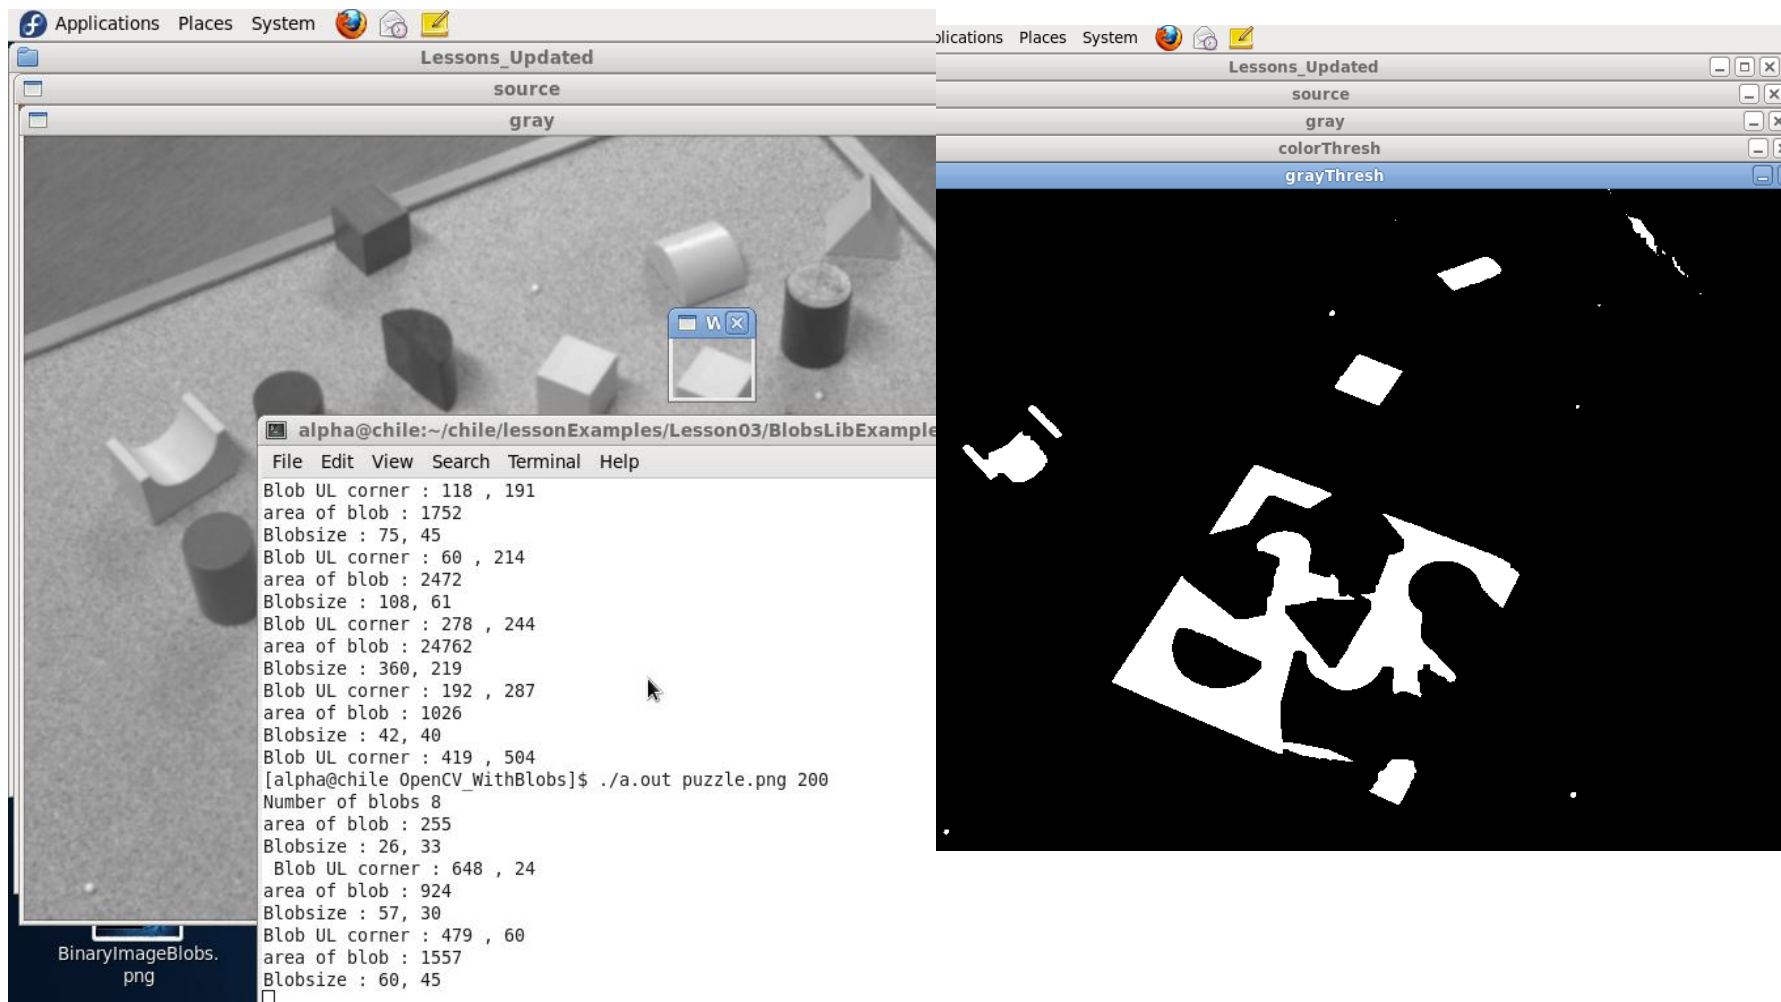 Applications Places System
Lessons_Updated
source
gray
W
alpha@chile:~/chile/lessonExamples/Lesson03/BlobsLibExample
File Edit View Search Terminal Help
Blob UL corner : 118 , 191
area of blob : 1752
Blobsize : 75, 45
Blob UL corner : 60 , 214
area of blob : 2472
Blobsize : 108, 61
Blob UL corner : 278 , 244
area of blob : 24762
Blobsize : 360, 219
Blob UL corner : 192 , 287
area of blob : 1026
Blobsize : 42, 40
Blob UL corner : 419 , 504
[alpha@chile OpenCV_WithBlobs]$ ./a.out puzzle.png 200
Number of blobs 8
area of blob : 255
Blobsize : 26, 33
Blob UL corner : 648 , 24
area of blob : 924
Blobsize : 57, 30
Blob UL corner : 479 , 60
area of blob : 1557
Blobsize : 60, 45
BinaryImageBlobs.
png
plications Places System
Lessons_Updated
source
gray
colorThresh
grayThresh